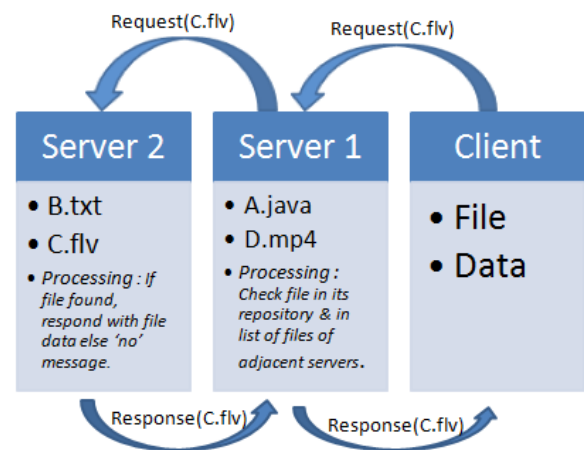 Request(C.flv)
Request(C.flv)
Server 2
• B.txt
• C.flv
• Processing : If
file found,
respond with file
data else ‘no’
message.
Server 1
• A.java
• D.mp4
• Processing :
Check file in its
repository & in
list of files of
adjacent servers.
Client
• File
• Data
Response(C.flv)
Response(C.flv)